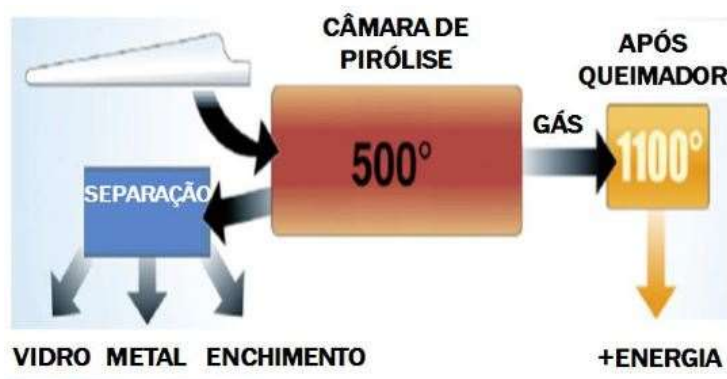 CÂMARA DE
PIRÓLISE
APÓS
QUEIMADOR
500°
GÁS
1100°
SEPARAÇÃO
VIDRO METAL ENCHIMENTO
+ENERGIA